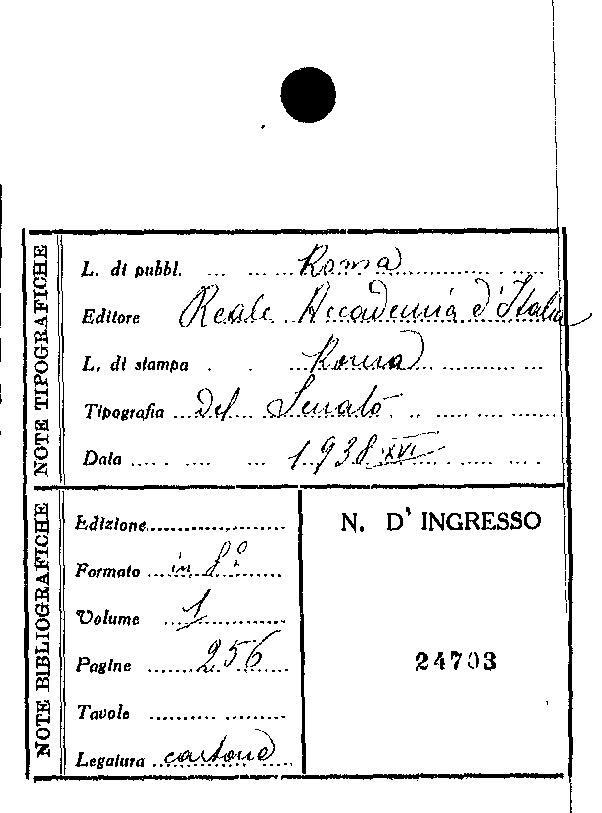 NOTE TIPOGRAFICHE
L. di pubbl. Roma
Editore Reale Accademia d'Italia
L. di stampa Roma
Tipografia del Senato
Data 1938 XVI
NOTE BIBLIOGRAFICHE
Edizione
Formato in 8°
Volume 1
Pagine 256
Tavole
Legatura cartone
N. D' INGRESSO
24703